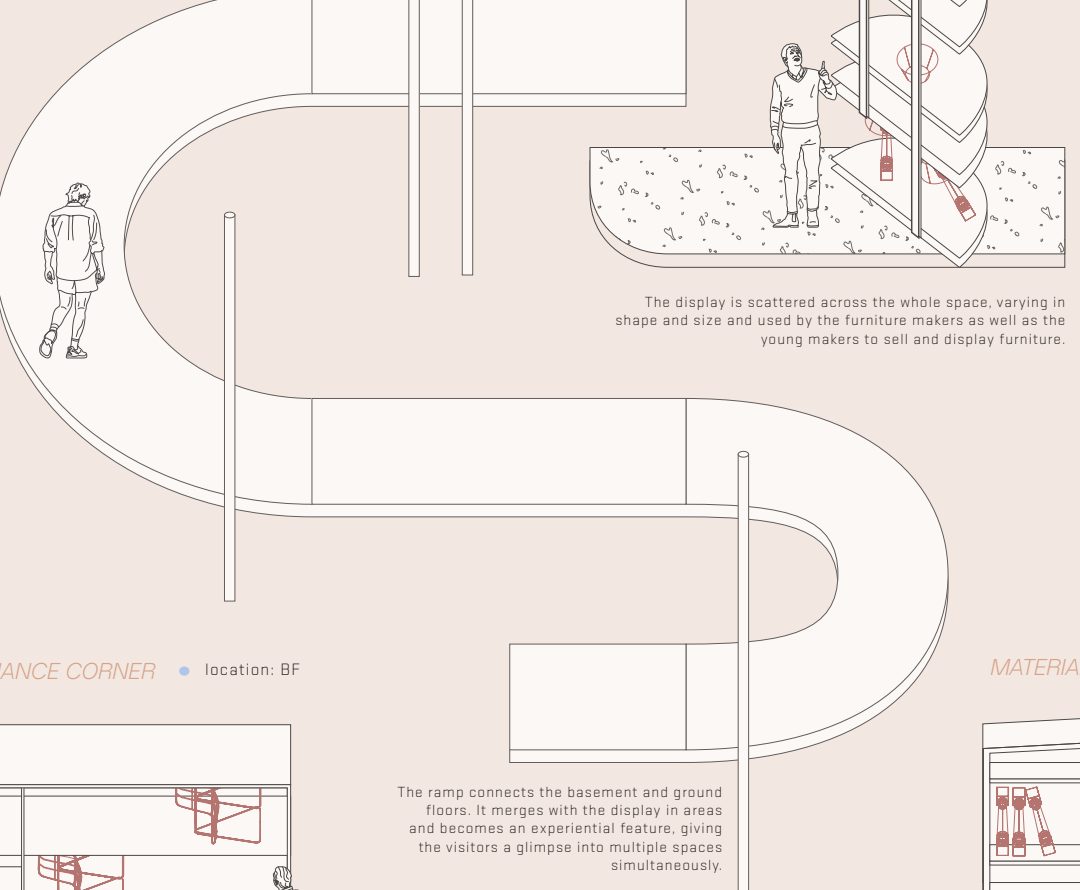 The display is scattered across the whole space, varying in
shape and size and used by the furniture makers as well as the
young makers to sell and display furniture.
ANCE CORNER
location: BF
MATERIA
The ramp connects the basement and ground
floors. It merges with the display in areas
and becomes an experiential feature, giving
the visitors a glimpse into multiple spaces
simultaneously.